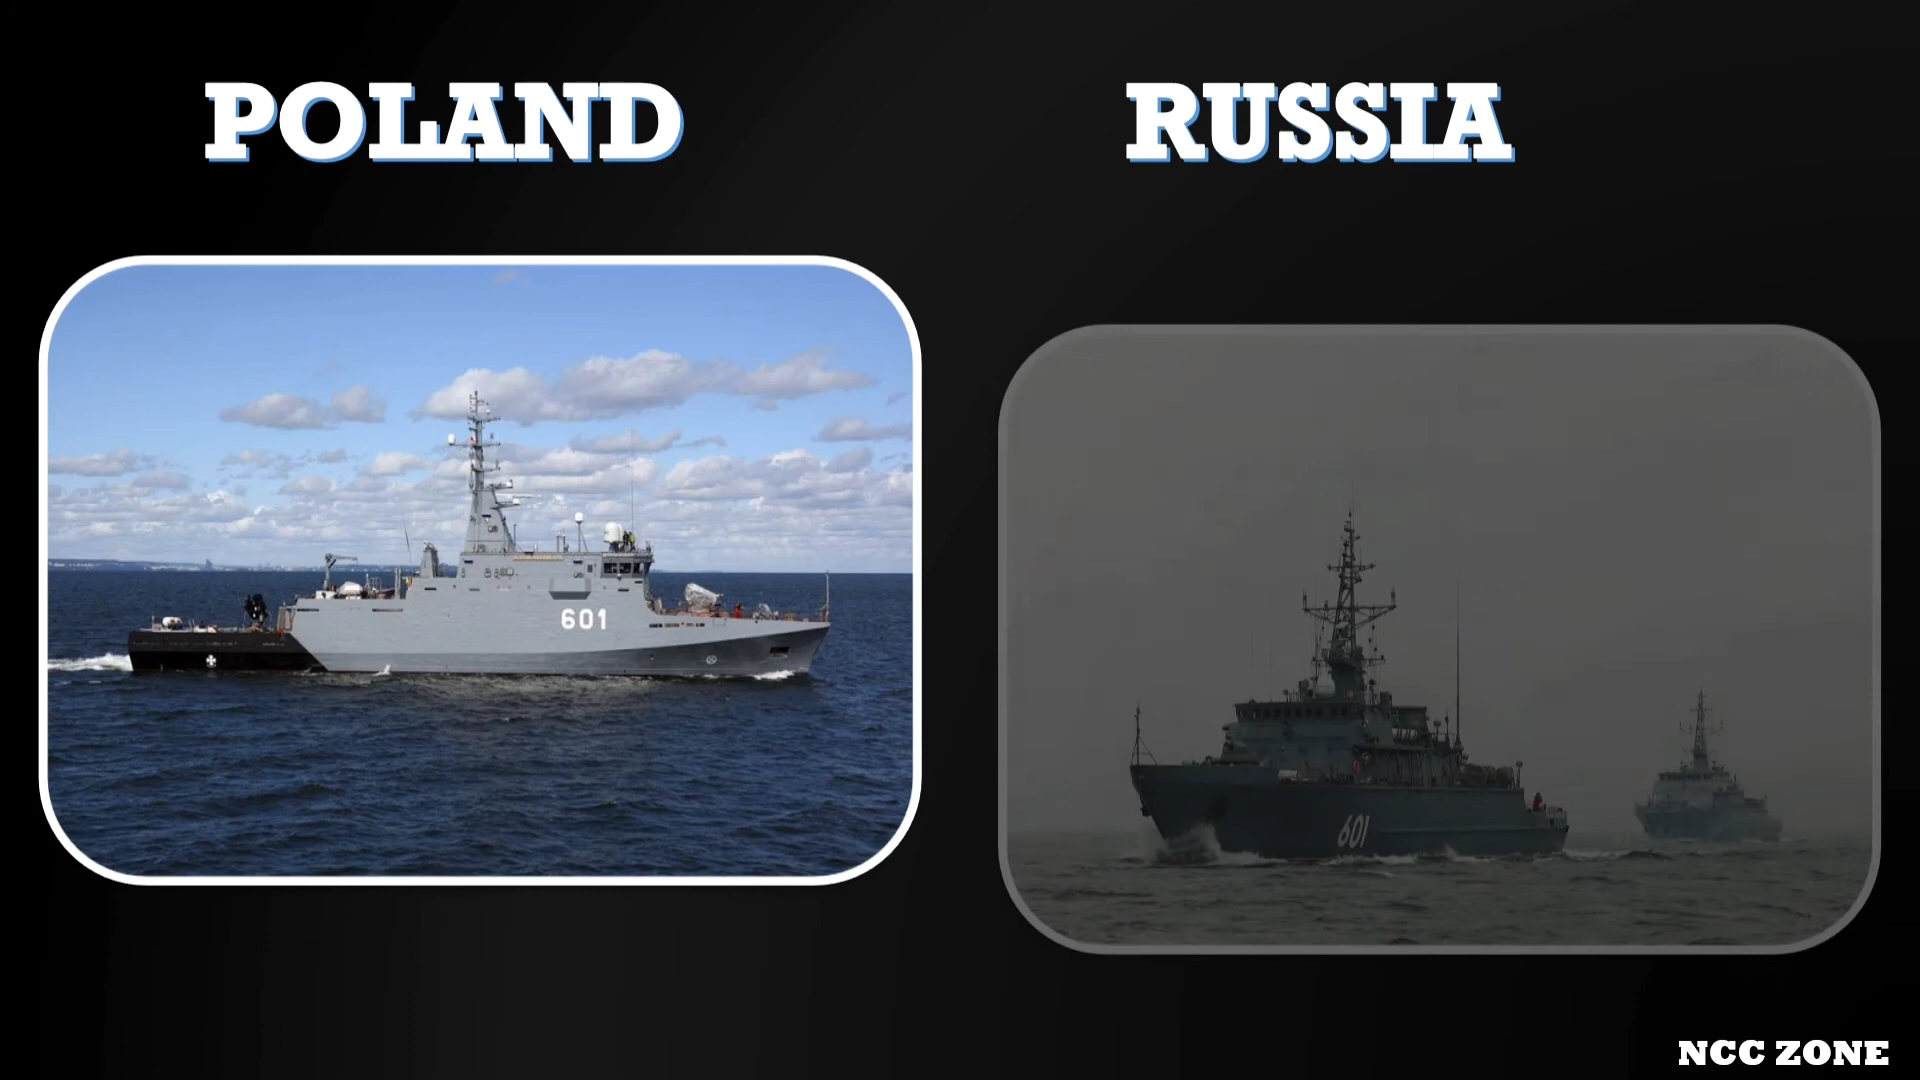 POLAND
RUSSIA
601
601
NCC ZONE